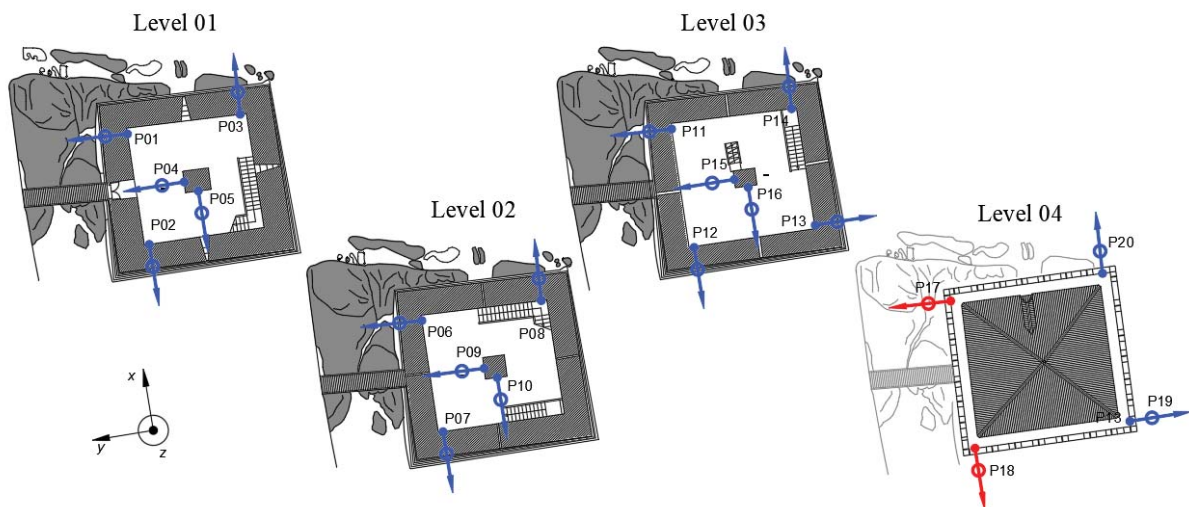 Level 01
P03
P01
P04
P05
P02
Level 02
P06
P08
P09
P10
P07
Level 03
P14
P11
P15
P16
P13
P12
Level 04
P20
P17
P13
P19
P18
x
y
z